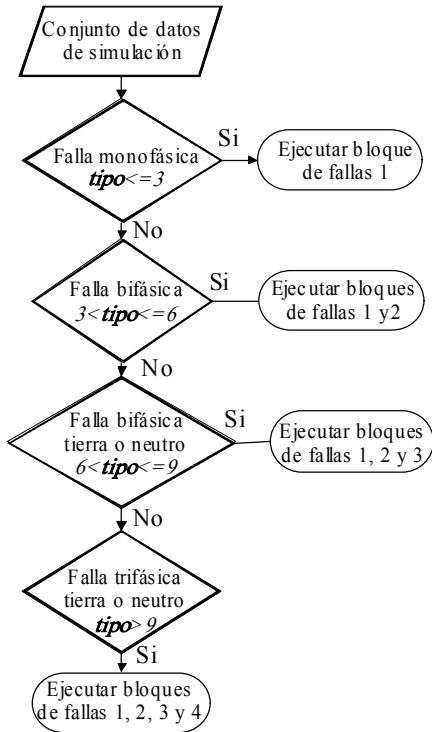 Conjunto de datos
de simulación
Si
Falla monofásica
tipo<=3
Ejecutar bloque
de fallas 1
No
Falla bifásica
3<tipo<=6
Si
Ejecutar bloques
de fallas 1 y2
No
Falla bifásica
tierra o neutro
6<tipo<=9
Si
Ejecutar bloques
de fallas 1, 2 y 3
No
Falla trifásica
tierra o neutro
tipo>9
Si
Ejecutar bloques
de fallas 1, 2, 3 y 4